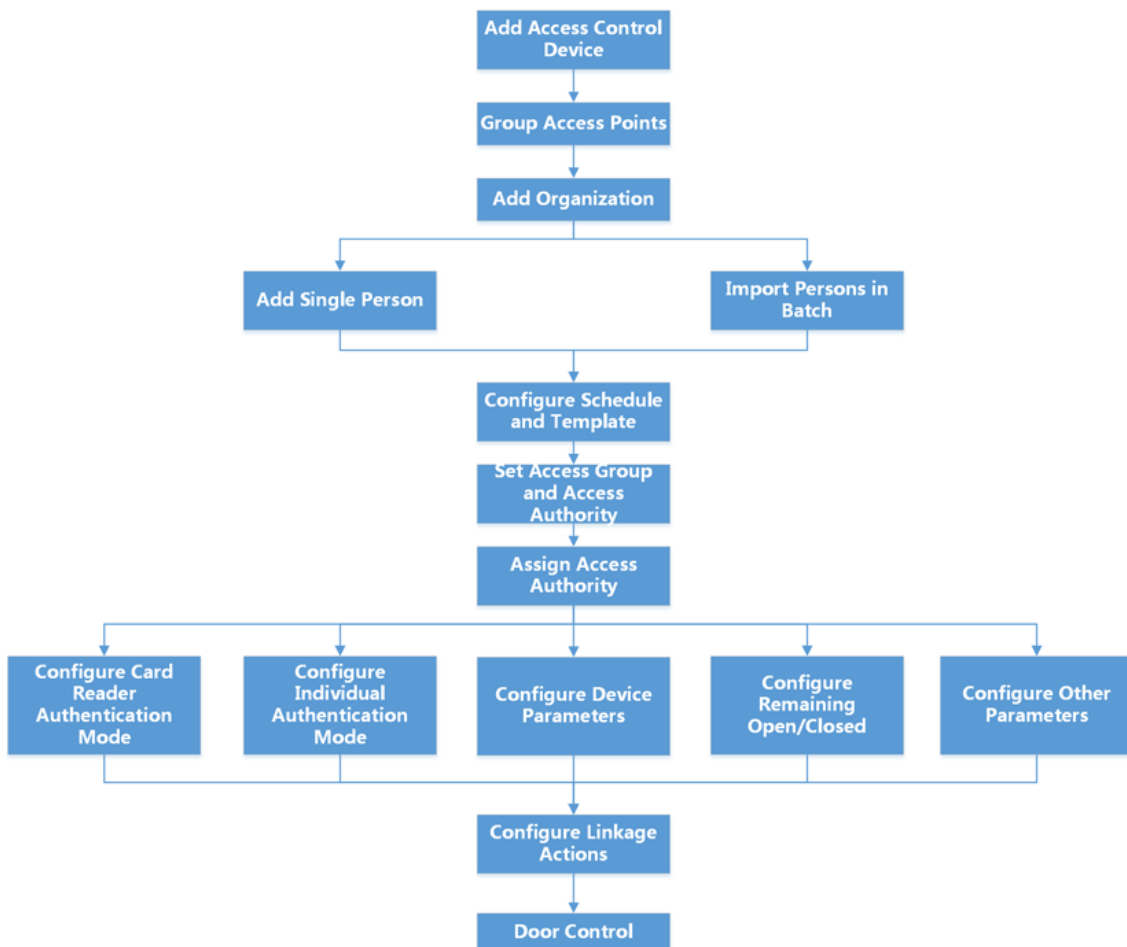 Add Access Control
Device
Group Access Points
Add Organization
Add Single Person
Import Persons in
Batch
Configure Schedule
and Template
Set Access Group
and Access
Authority
Assign Access
Authority
Configure Card
Reader
Authentication
Mode
Configure
Individual
Authentication
Mode
Configure Device
Parameters
Configure
Remaining
Open/Closed
Configure Other
Parameters
Configure Linkage
Actions
Door Control